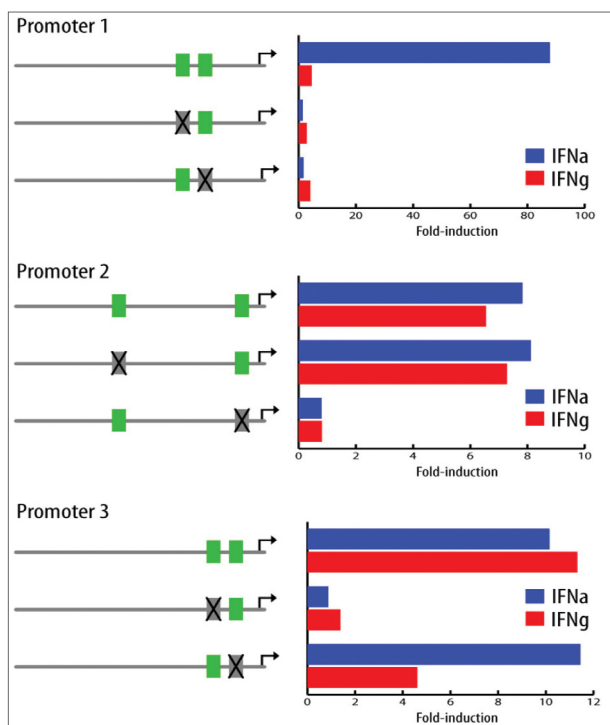 Promoter 1
IFNa
IFNg
0 20 40 60 80 100
Fold-induction
Promoter 2
IFNa
IFNg
0 2 4 6 8 10
Fold-induction
Promoter 3
IFNa
IFNg
0 2 4 6 8 10 12
Fold-induction